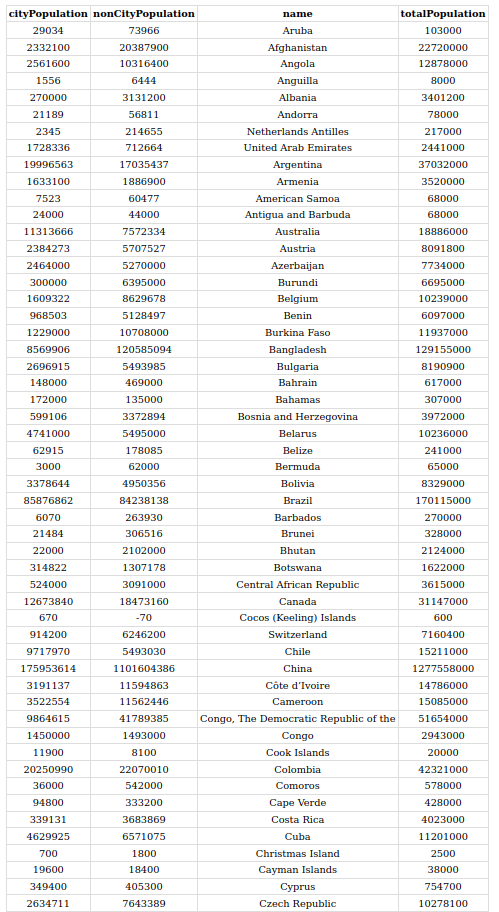 cityPopulation nonCityPopulation name totalPopulation
29034 73966 Aruba 103000
2332100 20387900 Afghanistan 22720000
2561600 10316400 Angola 12878000
1556 6444 Anguilla 8000
270000 3131200 Albania 3401200
21189 56811 Andorra 78000
2345 214655 Netherlands Antilles 217000
1728336 712664 United Arab Emirates 2441000
19996563 17035437 Argentina 37032000
1633100 1886900 Armenia 3520000
7523 60477 American Samoa 68000
24000 44000 Antigua and Barbuda 68000
11313666 7572334 Australia 18886000
2384273 5707527 Austria 8091800
2464000 5270000 Azerbaijan 7734000
300000 6395000 Burundi 6695000
1609322 8629678 Belgium 10239000
968503 5128497 Benin 6097000
1229000 10708000 Burkina Faso 11937000
8569906 120585094 Bangladesh 129155000
2696915 5493985 Bulgaria 8190900
148000 469000 Bahrain 617000
172000 135000 Bahamas 307000
599106 3372894 Bosnia and Herzegovina 3972000
4741000 5495000 Belarus 10236000
62915 178085 Belize 241000
3000 62000 Bermuda 65000
3378644 4950356 Bolivia 8329000
85876862 84238138 Brazil 170115000
6070 263930 Barbados 270000
21484 306516 Brunei 328000
22000 2102000 Bhutan 2124000
314822 1307178 Botswana 1622000
524000 3091000 Central African Republic 3615000
12673840 18473160 Canada 31147000
670 -70 Cocos (Keeling) Islands 600
914200 6246200 Switzerland 7160400
9717970 5493030 Chile 15211000
175953614 1101604386 China 1277558000
3191137 11594863 Côte d'Ivoire 14786000
3522554 11562446 Cameroon 15085000
9864615 41789385 Congo, The Democratic Republic of the 51654000
1450000 1493000 Congo 2943000
11900 8100 Cook Islands 20000
20250990 22070010 Colombia 42321000
36000 542000 Comoros 578000
94800 333200 Cape Verde 428000
339131 3683869 Costa Rica 4023000
4629925 6571075 Cuba 11201000
700 1800 Christmas Island 2500
19600 18400 Cayman Islands 38000
349400 405300 Cyprus 754700
2634711 7643389 Czech Republic 10278100